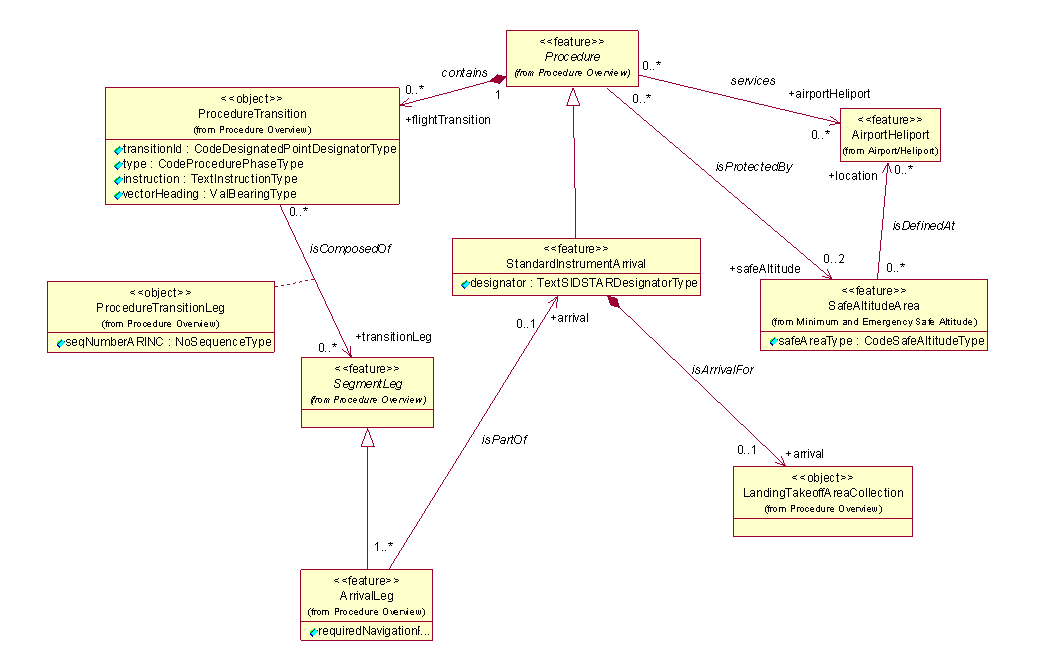 <<feature>>
Procedure
(from Procedure Overview)
contains
0..*
1
+flightTransition
0..*
services
+airportHeliport
0..*
0..*
<<object>>
ProcedureTransition
(from Procedure Overview)
transitionId : CodeDesignatedPointDesignatorType
type : CodeProcedurePhaseType
instruction : TextInstructionType
vectorHeading : ValBearingType
<<feature>>
AirportHeliport
(from Airport/Heliport)
isProtectedBy
+location
0..*
isDefinedAt
0..*
0..*
isComposedOf
<<feature>>
StandardInstrumentArrival
designator : TextSIDSTARDesignatorType
0..2
+safeAltitude
<<feature>>
SafeAltitudeArea
(from Minimum and Emergency Safe Altitude)
safeAreaType : CodeSafeAltitudeType
<<object>>
ProcedureTransitionLeg
(from Procedure Overview)
seqNumberARINC : NoSequenceType
0..1
+arrival
+transitionLeg
0..*
<<feature>>
SegmentLeg
(from Procedure Overview)
isArrivalFor
isPartOf
0..1
+arrival
<<object>>
LandingTakeoffAreaCollection
(from Procedure Overview)
1..*
<<feature>>
ArrivalLeg
(from Procedure Overview)
requiredNavigationf...